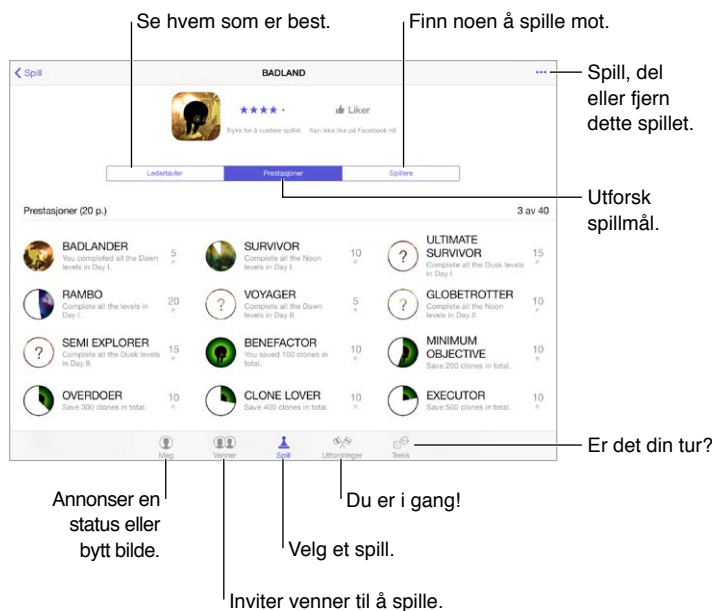 Se hvem som er best.
Finn noen å spille mot.
Spill
BADLAND
Spill, del
eller fjern
dette spillet.
Liker
Trykk for å vurdere spillet
Kan ikke like på Facebook nå
Ledertavler
Prestasjoner
Spillere
Utforsk
spillmål.
Prestasjoner (20 p.)
3 av 40
BADLANDER
You completed all the Dawn
levels in Day I.
5
P
SURVIVOR
Complete all the Noon
levels in Day I.
10
P
ULTIMATE
SURVIVOR
Complete all the Dusk levels
in Day I.
15
P
RAMBO
Complete all the levels in
Day I.
20
P
?
VOYAGER
Complete all the Dawn
levels in Day II.
5
P
?
GLOBETROTTER
Complete all the Noon
levels in Day II.
10
P
?
SEMI EXPLORER
Complete all the Dusk levels
in Day II.
15
P
BENEFACTOR
You saved 100 clones in
total.
10
P
MINIMUM
OBJECTIVE
Save 200 clones in total.
10
P
OVERDOER
Save 300 clones in total.
10
P
CLONE LOVER
Save 400 clones in total.
10
P
EXECUTOR
Save 500 clones in total.
10
P
Meg
Venner
Spill
Utfordringer
Trekk
Er det din tur?
Annonser en
status eller
bytt bilde.
Du er i gang!
Velg et spill.
Inviter venner til å spille.